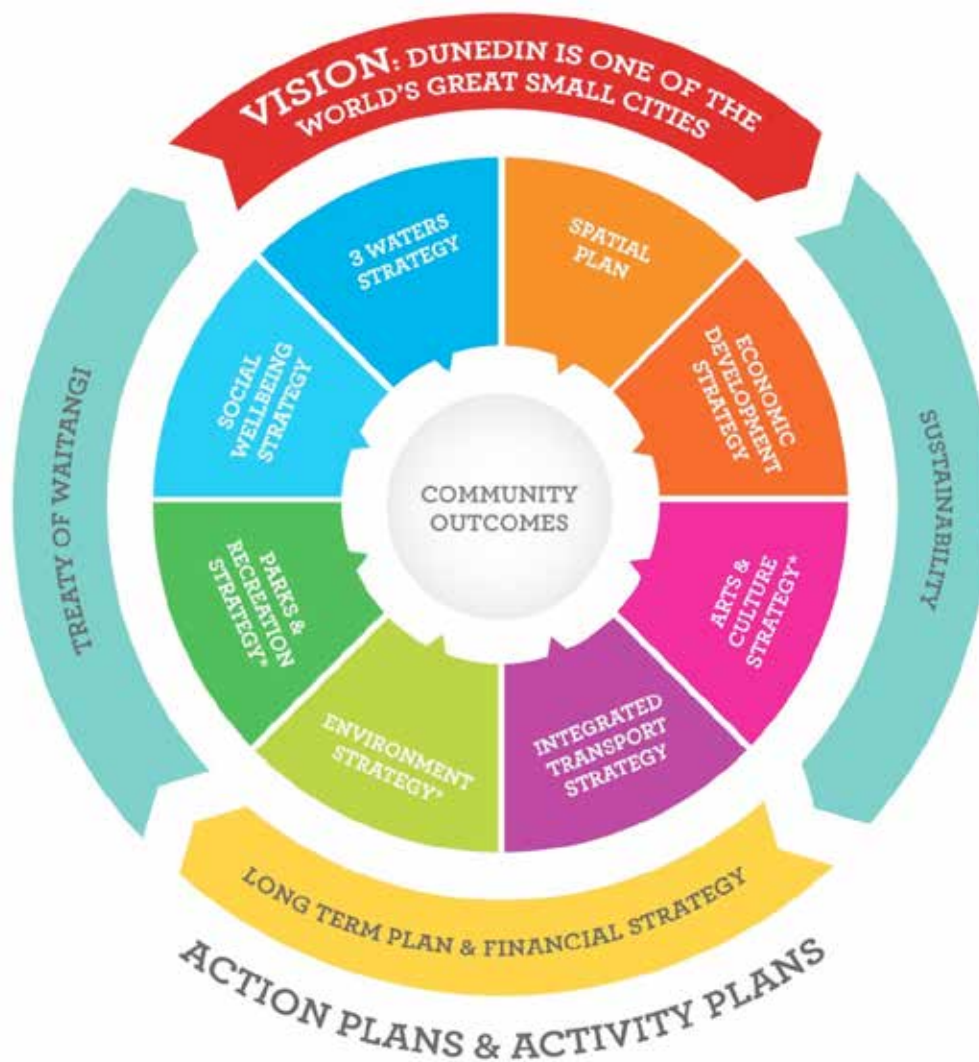 VISION: DUNEDIN IS ONE OF THE
WORLD'S GREAT SMALL CITIES
3 WATERS
STRATEGY
SPATIAL
PLAN
ECONOMIC
DEVELOPMENT
STRATEGY
ARTS &
CULTURE
STRATEGY*
INTEGRATED
TRANSPORT
STRATEGY
ENVIRONMENT
STRATEGY*
PARKS &
RECREATION
STRATEGY*
SOCIAL
WELLBEING
STRATEGY
COMMUNITY
OUTCOMES
TREATY OF WAITANGI
SUSTAINABILITY
LONG TERM PLAN & FINANCIAL STRATEGY
ACTION PLANS & ACTIVITY PLANS